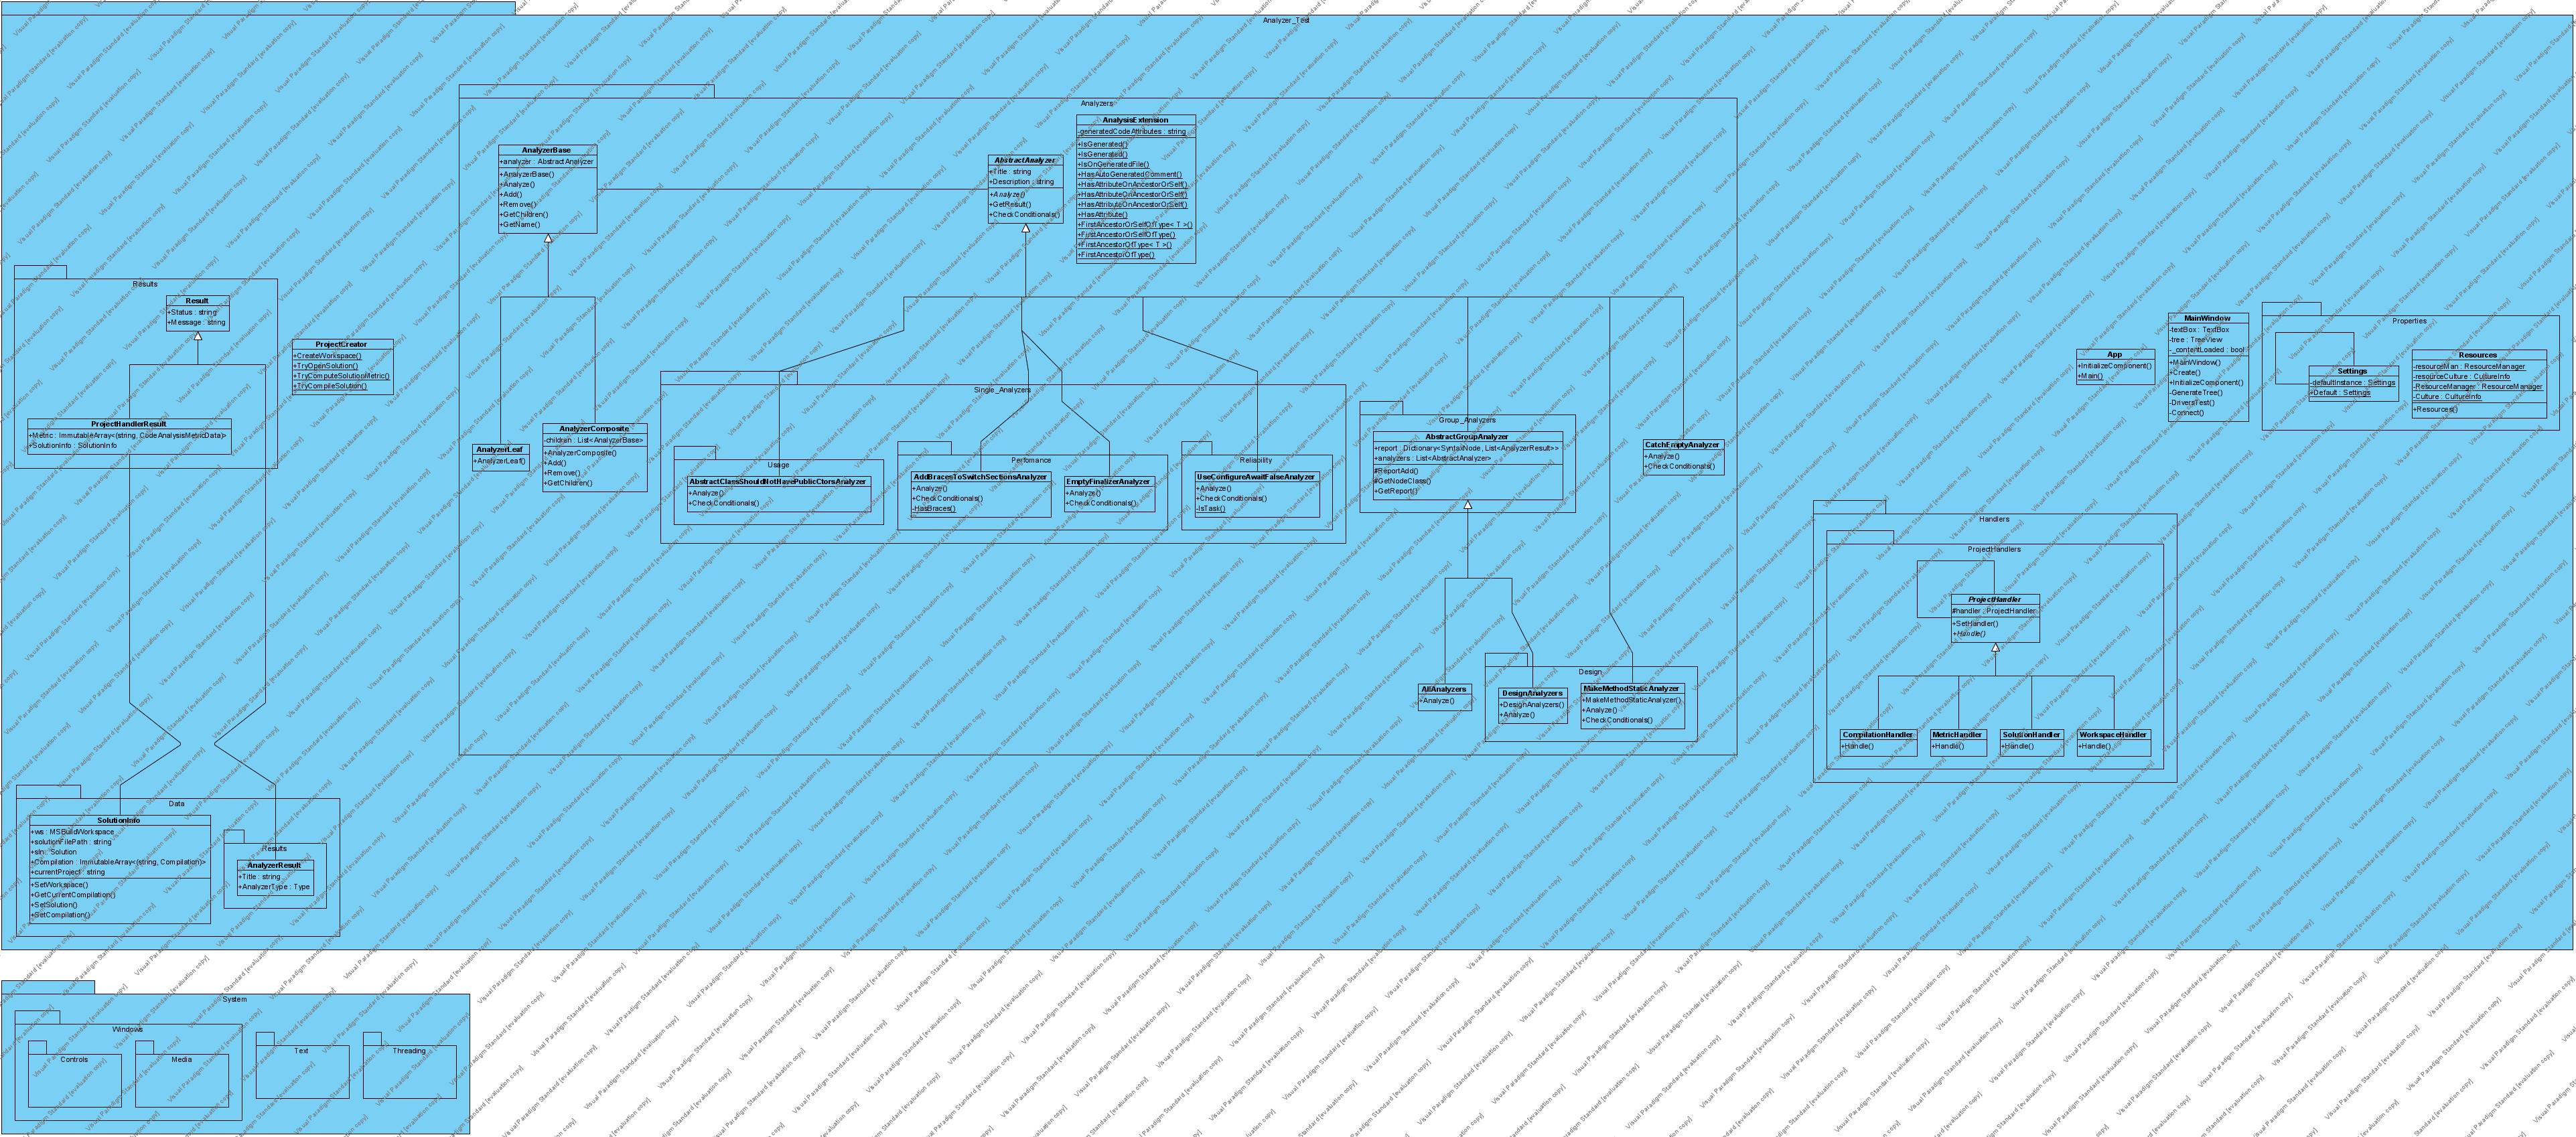 Analyzer_Test
Analyzers
AnalysisExtension
-generatedCodeAttributes : string
+IsGenerated()
+IsGenerated()
+IsOnGeneratedFile()
+HasAutoGeneratedComment()
+HasAttributeOnAncestorOrSelf()
+HasAttributeOnAncestorOrSelf()
+HasAttributeOnAncestorOrSelf()
+HasAttribute()
+FirstAncestorOrSelfOfType< T >()
+FirstAncestorOrSelfOfType()
+FirstAncestorOfType< T >()
+FirstAncestorOfType()
AnalyzerBase
+analyzer : AbstractAnalyzer
+AnalyzerBase()
+Analyze()
+Add()
+Remove()
+GetChildren()
+GetName()
AbstractAnalyzer
+Title : string
+Description : string
+Analyze()
+GetResult()
+CheckConditionals()
Results
Result
+Status : string
+Message : string
ProjectHandlerResult
+Metric : ImmutableArray<(string, CodeAnalysisMetricData)>
+SolutionInfo : SolutionInfo
ProjectCreator
+CreateWorkspace()
+TryOpenSolution()
+TryComputeSolutionMetric()
+TryCompileSolution()
AnalyzerLeaf
+AnalyzerLeaf()
AnalyzerComposite
-children : List<AnalyzerBase>
+AnalyzerComposite()
+Add()
+Remove()
+GetChildren()
Single_Analyzers
Usage
AbstractClassShouldNotHavePublicCtorsAnalyzer
+Analyze()
+CheckConditionals()
Perfomance
AddBracesToSwitchSectionsAnalyzer
+Analyze()
+CheckConditionals()
-HasBraces()
EmptyFinalizerAnalyzer
+Analyze()
+CheckConditionals()
Reliability
UseConfigureAwaitFalseAnalyzer
+Analyze()
+CheckConditionals()
-IsTask()
Group_Analyzers
AbstractGroupAnalyzer
+report : Dictionary<SyntaxNode, List<AnalyzerResult>>
+analyzers : List<AbstractAnalyzer>
#ReportAdd()
#GetNodeClass()
+GetReport()
CatchEmptyAnalyzer
+Analyze()
+CheckConditionals()
AllAnalyzers
+Analyze()
Design
DesignAnalyzers
+DesignAnalyzers()
+Analyze()
MakeMethodStaticAnalyzer
+MakeMethodStaticAnalyzer()
+Analyze()
+CheckConditionals()
App
+InitializeComponent()
+Main()
MainWindow
-textBox : TextBox
-tree : TreeView
-_contentLoaded : bool
+MainWindow()
+Create()
+InitializeComponent()
-GenerateTree()
-DriversTest()
-Connect()
Properties
Settings
-defaultInstance : Settings
+Default : Settings
Resources
-resourceMan : ResourceManager
-resourceCulture : CultureInfo
-ResourceManager : ResourceManager
-Culture : CultureInfo
+Resources()
Handlers
ProjectHandlers
ProjectHandler
#handler : ProjectHandler
+SetHandler()
+Handle()
CompilationHandler
+Handle()
MetricHandler
+Handle()
SolutionHandler
+Handle()
WorkspaceHandler
+Handle()
Data
SolutionInfo
+ws : MSBuildWorkspace
+solutionFilePath : string
+sln : Solution
+Compilation : ImmutableArray<(string, Compilation)>
+currentProject : string
+SetWorkspace()
+GetCurrentCompilation()
+SetSolution()
+SetCompilation()
Results
AnalyzerResult
+Title : string
+AnalyzerType : Type
System
Windows
Controls
Media
Text
Threading
Visual Paradigm Standard [evaluation copy]